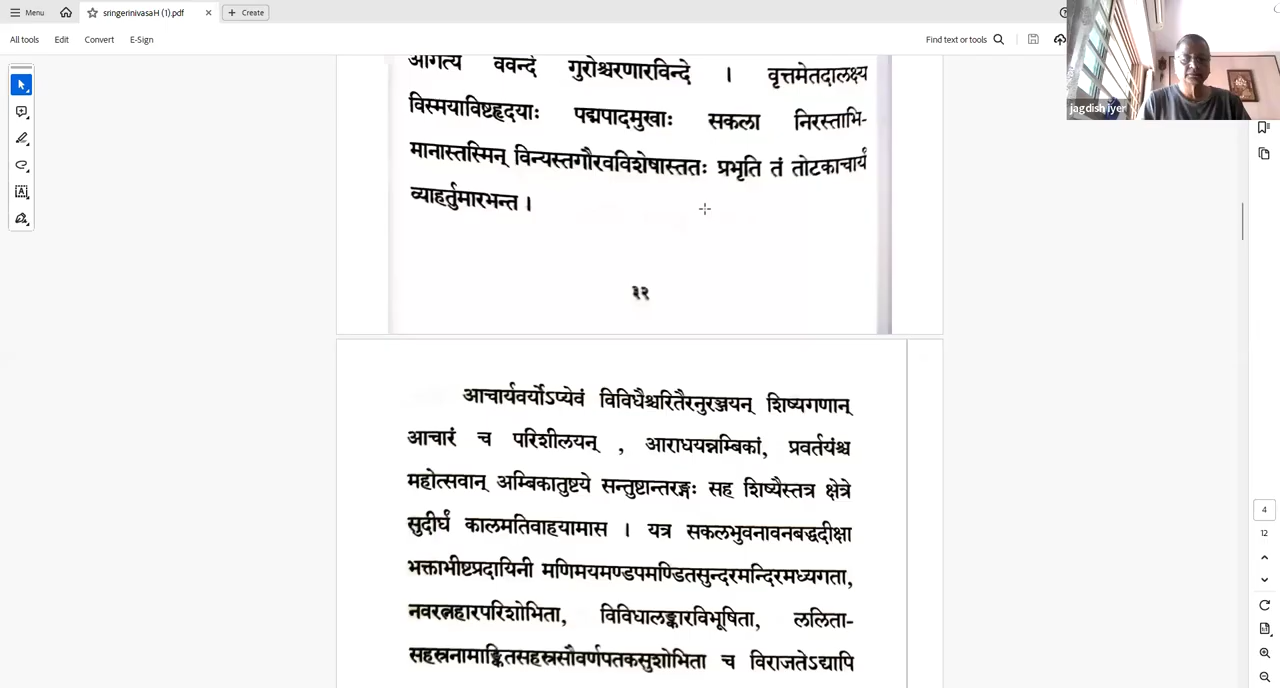 Menu
sringerinivasaH (1).pdf
Create
All tools
Edit
Convert
E-Sign
Find text or tools
jagdish iyer
आगत्य ववन्दे गुरोश्चरणारविन्दे । वृत्तमेतदालक्ष्य
विस्मयाविष्टहृदयाः पद्मपादमुखाः सकला निरस्ताभि-
मानास्तस्मिन् विन्यस्तगौरवविशेषास्ततः प्रभृति तं तोटकाचार्यं
व्याहर्तुमारभन्त ।
३२
आचार्यवर्योऽप्येवं विविधैश्चरितैरनुरञ्जयन् शिष्यगणान्
आचारं च परिशीलयन् , आराधयन्नम्बिकां, प्रवर्तयंश्च
महोत्सवान् अम्बिकातुष्टये सन्तुष्टान्तरङ्गः सह शिष्यैस्तत्र क्षेत्रे
सुदीर्घं कालमतिवाहयामास । यत्र सकलभुवनावनबद्धदीक्षा
भक्ताभीष्टप्रदायिनी मणिमयमण्डपमण्डितसुन्दरमन्दिरमध्यगता,
नवरत्नहारपरिशोभिता, विविधालङ्कारविभूषिता, ललिता-
सहस्रनामाङ्कितसहस्रसौवर्णपतकसुशोभिता च विराजतेऽद्यापि
4
12